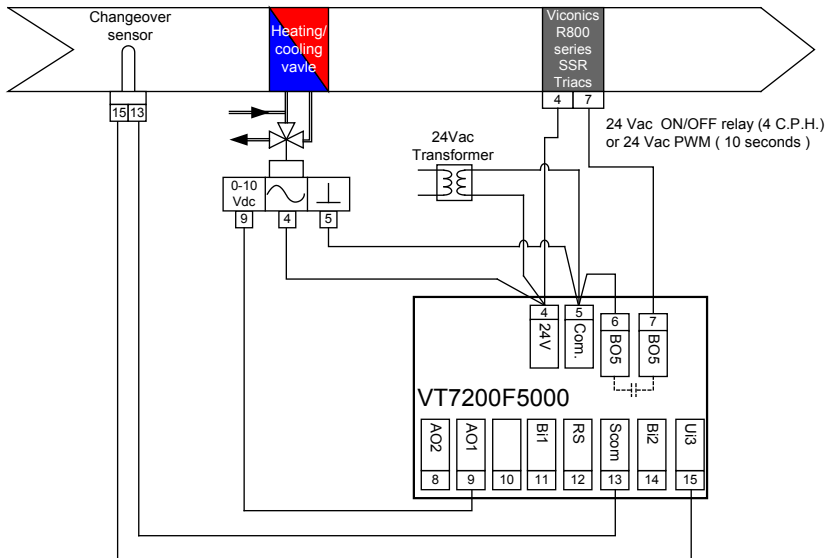 Changeover
sensor
Heating/
cooling
vavle
Viconics
R800
series
SSR
Triacs
15 13
4 7
24 Vac ON/OFF relay (4 C.P.H.)
or 24 Vac PWM ( 10 seconds )
24Vac
Transformer
0-10
Vdc
9
4
5
4
24V
5
Com.
6
BO5
7
BO5
VT7200F5000
AO2
8
AO1
9
10
Bi1
11
RS
12
Scom
13
Bi2
14
Ui3
15